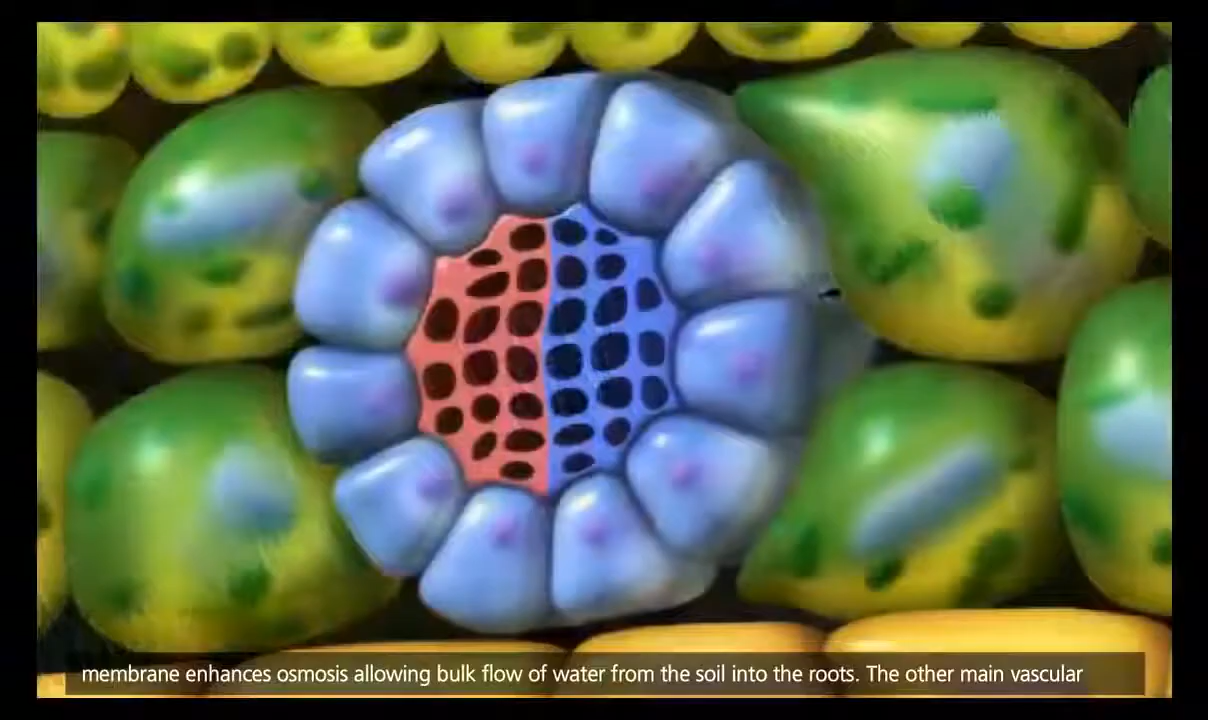 membrane enhances osmosis allowing bulk flow of water from the soil into the roots. The other main vascular